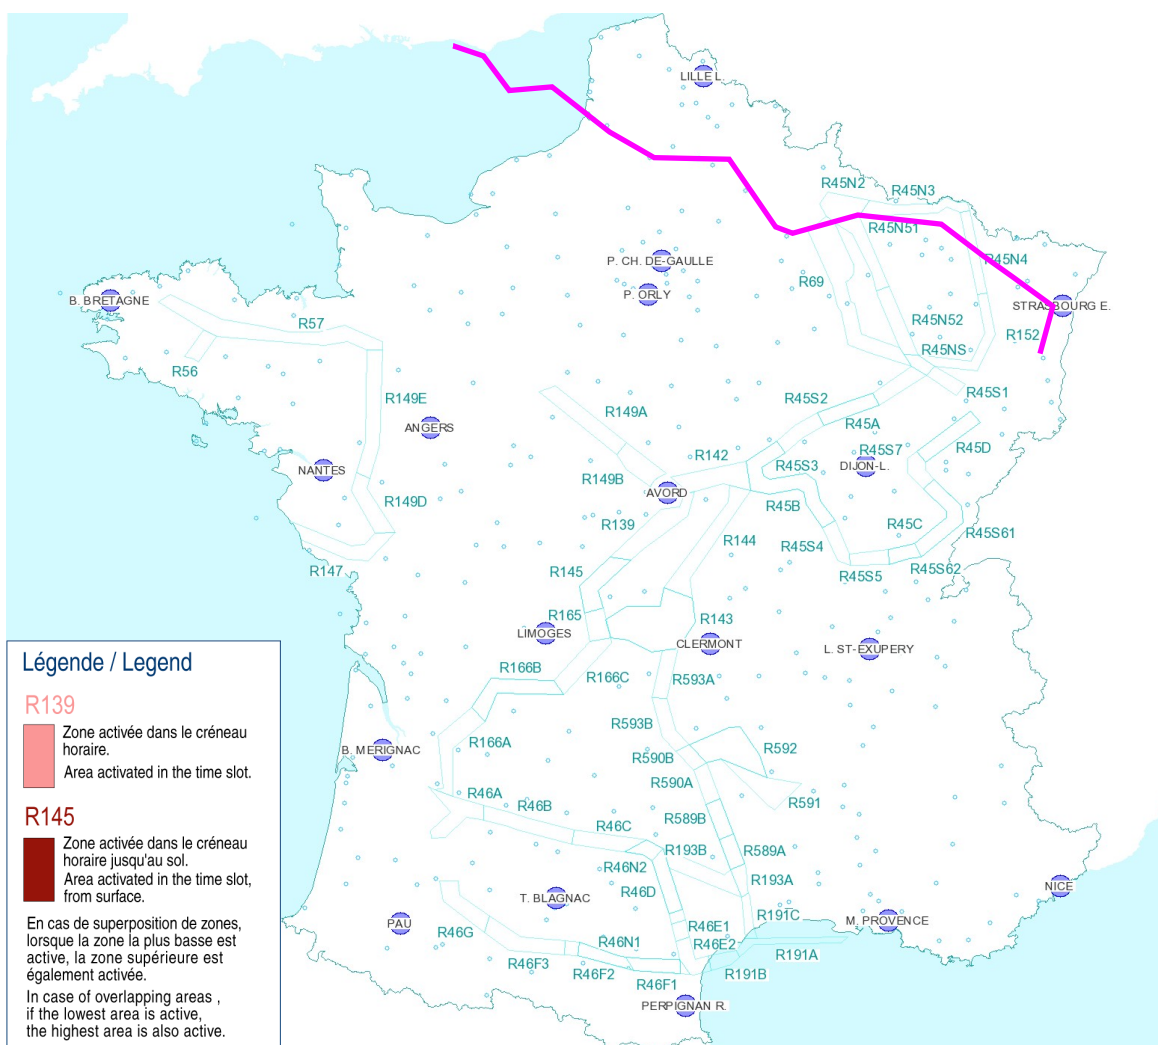 LILLE L.
R45N2
R45N3
R45N51
R45N4
P. CH. DE-GAULLE
R69
P. ORLY
B. BRETAGNE
STRASBOURG E.
R57
R45N52
R152
R45NS
R56
R149E
R45S2
R45S1
R149A
R45A
ANGERS
R45S7
R45D
R142
R45S3
DIJON-L.
NANTES
R149B
AVORD
R149D
R45B
R139
R45C
R45S61
R144
R45S4
R147
R145
R45S5
R45S62
R165
R143
LIMOGES
CLERMONT
L. ST-EXUPERY
R166B
R166C
R593A
R593B
R166A
B. MERIGNAC
R592
R590B
R590A
R46A
R46B
R591
R46C
R589B
R193B
R589A
R46N2
R193A
R46D
T. BLAGNAC
NICE
PAU
R191C
M. PROVENCE
R46G
R46E1
R46N1
R46E2
R191A
R46F3
R46F2
R191B
R46F1
PERPIGNAN R.
Légende / Legend
R139
Zone activée dans le créneau
horaire.
Area activated in the time slot.
R145
Zone activée dans le créneau
horaire jusqu'au sol.
Area activated in the time slot,
from surface.
En cas de superposition de zones,
lorsque la zone la plus basse est
active, la zone supérieure est
également activée.
In case of overlapping areas ,
if the lowest area is active,
the highest area is also active.